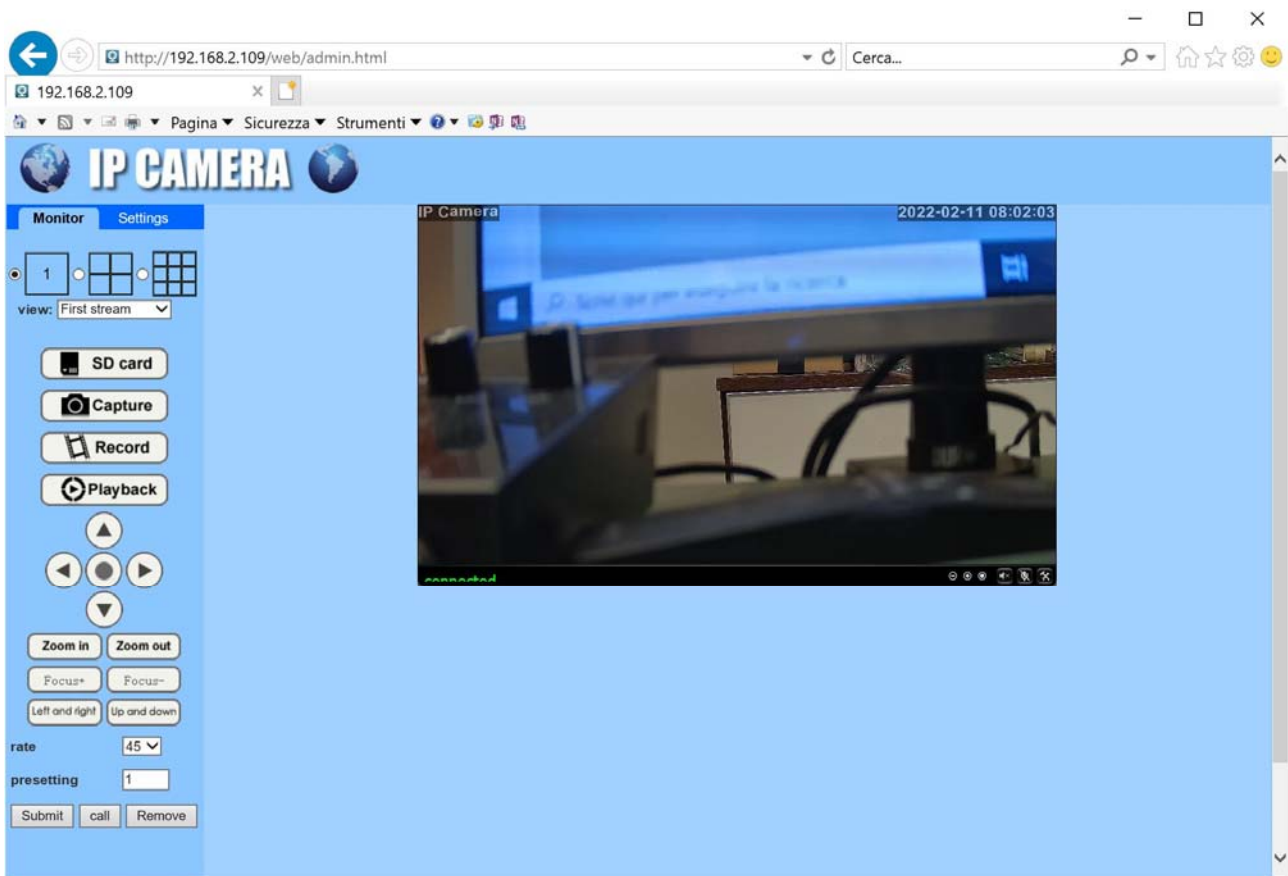 http://192.168.2.109/web/admin.html
Cerca...
192.168.2.109
Pagina Sicurezza Strumenti
IP CAMERA
Monitor Settings
IP Camera 2022-02-11 08:02:03
1
view: First stream
SD card
Capture
Record
Playback
connected
Zoom in Zoom out
Focus+ Focus-
Left and right Up and down
rate 45
presetting 1
Submit call Remove